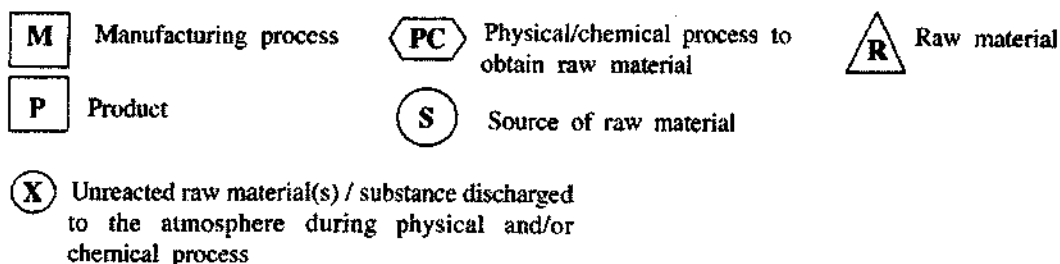 M Manufacturing process PC Physical/chemical process to R Raw material
obtain raw material
P Product S Source of raw material
X Unreacted raw material(s) / substance discharged
to the atmosphere during physical and/or
chemical process